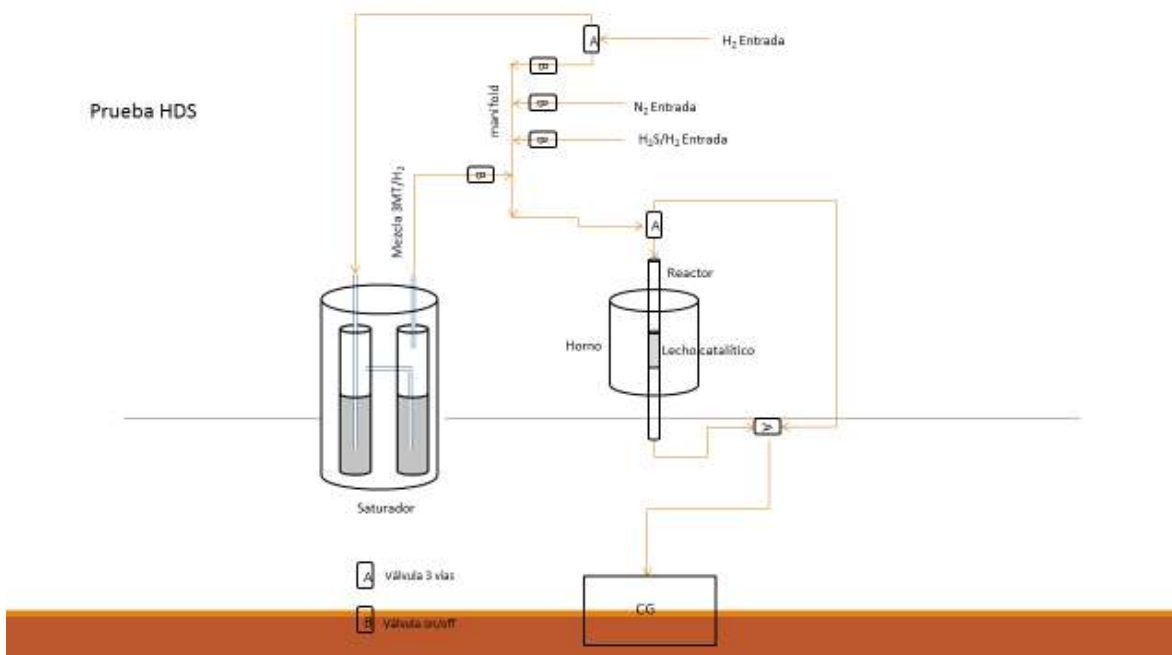 A
H₂ Entrada
B
Prueba HDS
manifold
B
N₂ Entrada
B
H₂S/H₂ Entrada
B
Mezcla 3MT/H₂
A
Reactor
Horno
Lecho catalítico
A
Saturador
A Válvula 3 vías
B Válvula on/off
CG